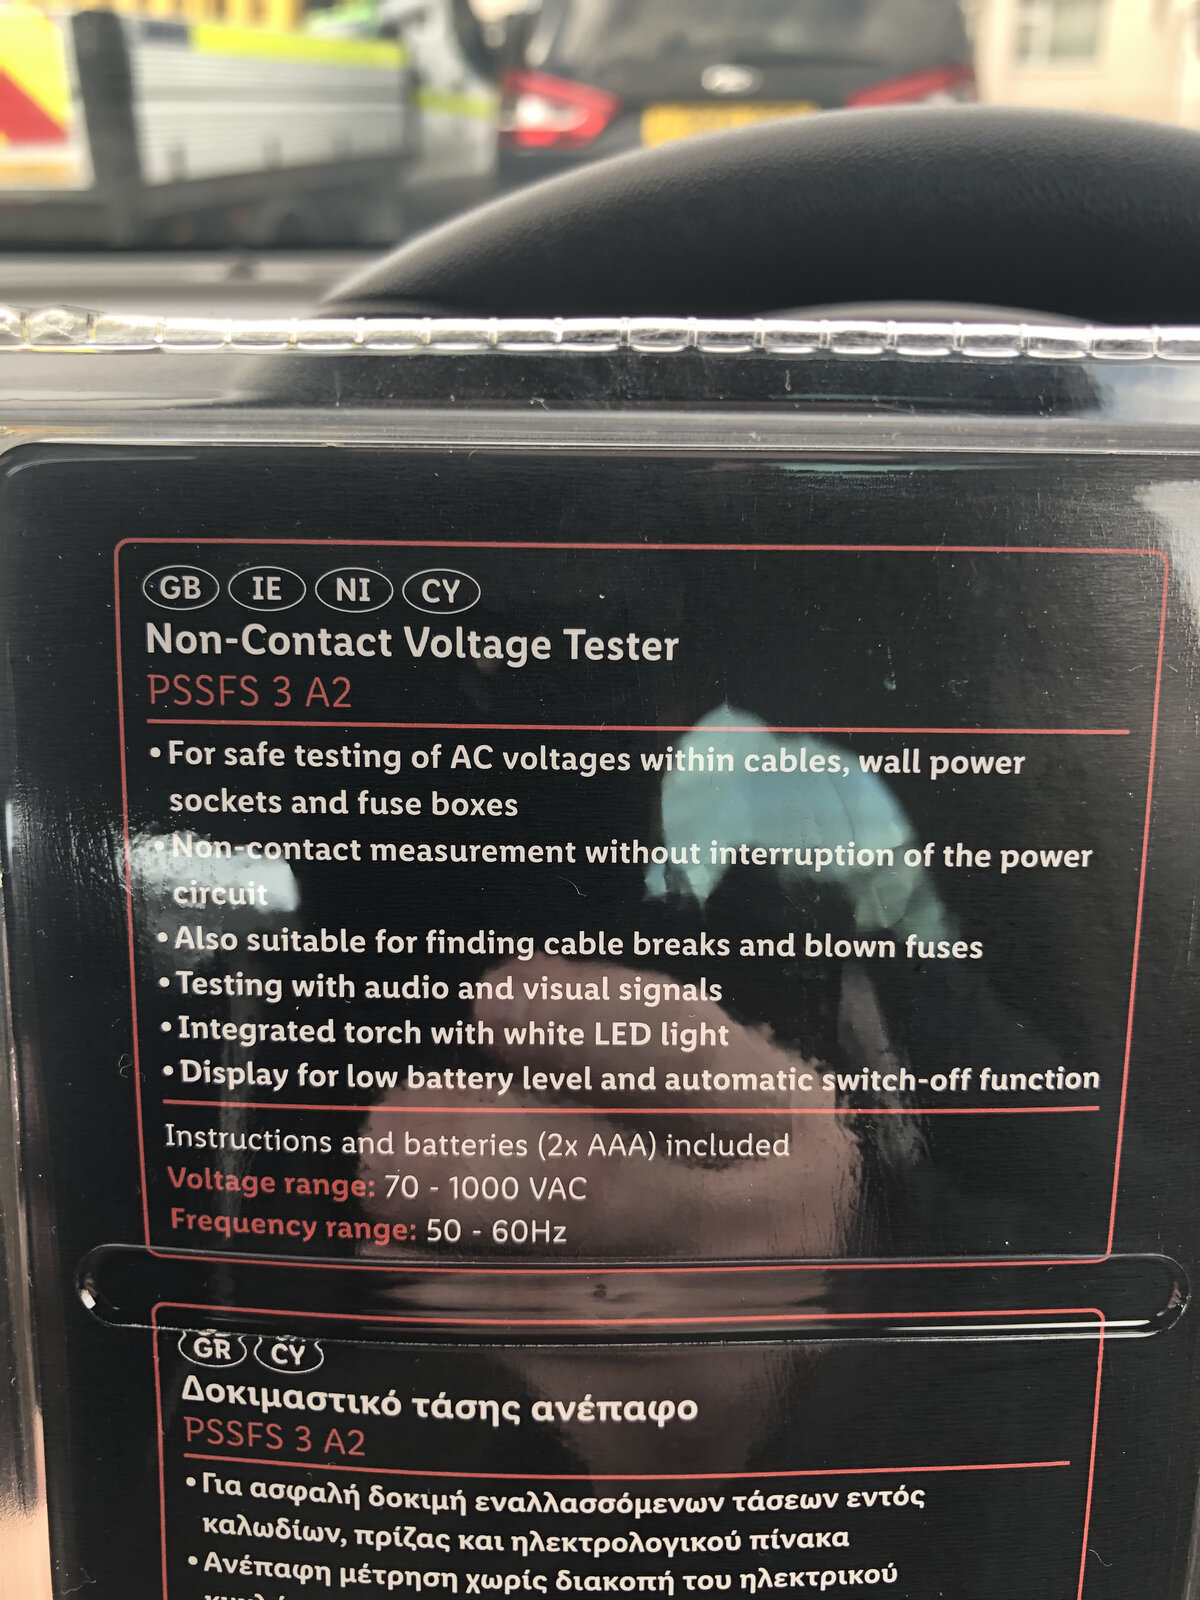 GB IE NI CY
Non-Contact Voltage Tester
PSSFS 3 A2
• For safe testing of AC voltages within cables, wall power
sockets and fuse boxes
• Non-contact measurement without interruption of the power
circuit
• Also suitable for finding cable breaks and blown fuses
• Testing with audio and visual signals
• Integrated torch with white LED light
• Display for low battery level and automatic switch-off function
Instructions and batteries (2x AAA) included
Voltage range: 70 - 1000 VAC
Frequency range: 50 - 60Hz
GR CY
Δοκιμαστικό τάσης ανέπαφο
PSSFS 3 A2
• Για ασφαλή δοκιμή εναλλασσόμενων τάσεων εντός
καλωδίων, πρίζας και ηλεκτρολογικού πίνακα
• Ανέπαφη μέτρηση χωρίς διακοπή του ηλεκτρικού